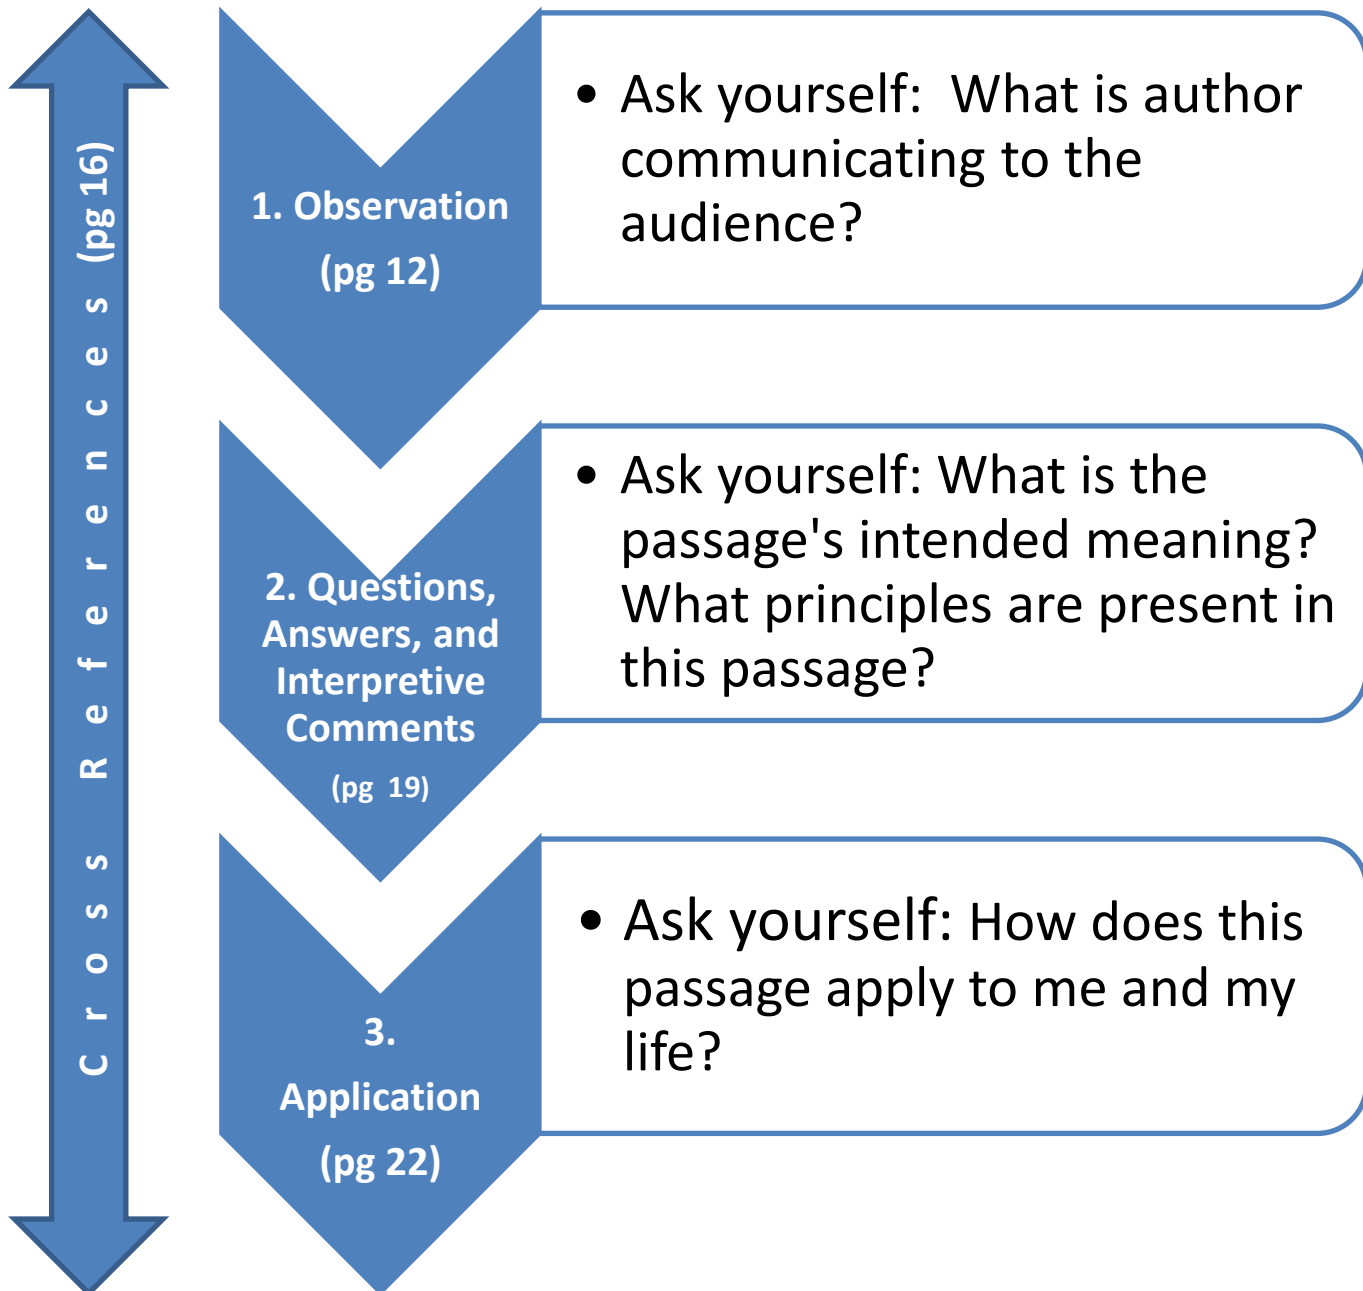 Cross References (pg 16)
1. Observation
(pg 12)
• Ask yourself:  What is author
communicating to the
audience?
2. Questions,
Answers, and
Interpretive
Comments
(pg  19)
• Ask yourself: What is the
passage's intended meaning?
What principles are present in
this passage?
3.
Application
(pg 22)
• Ask yourself: How does this
passage apply to me and my
life?